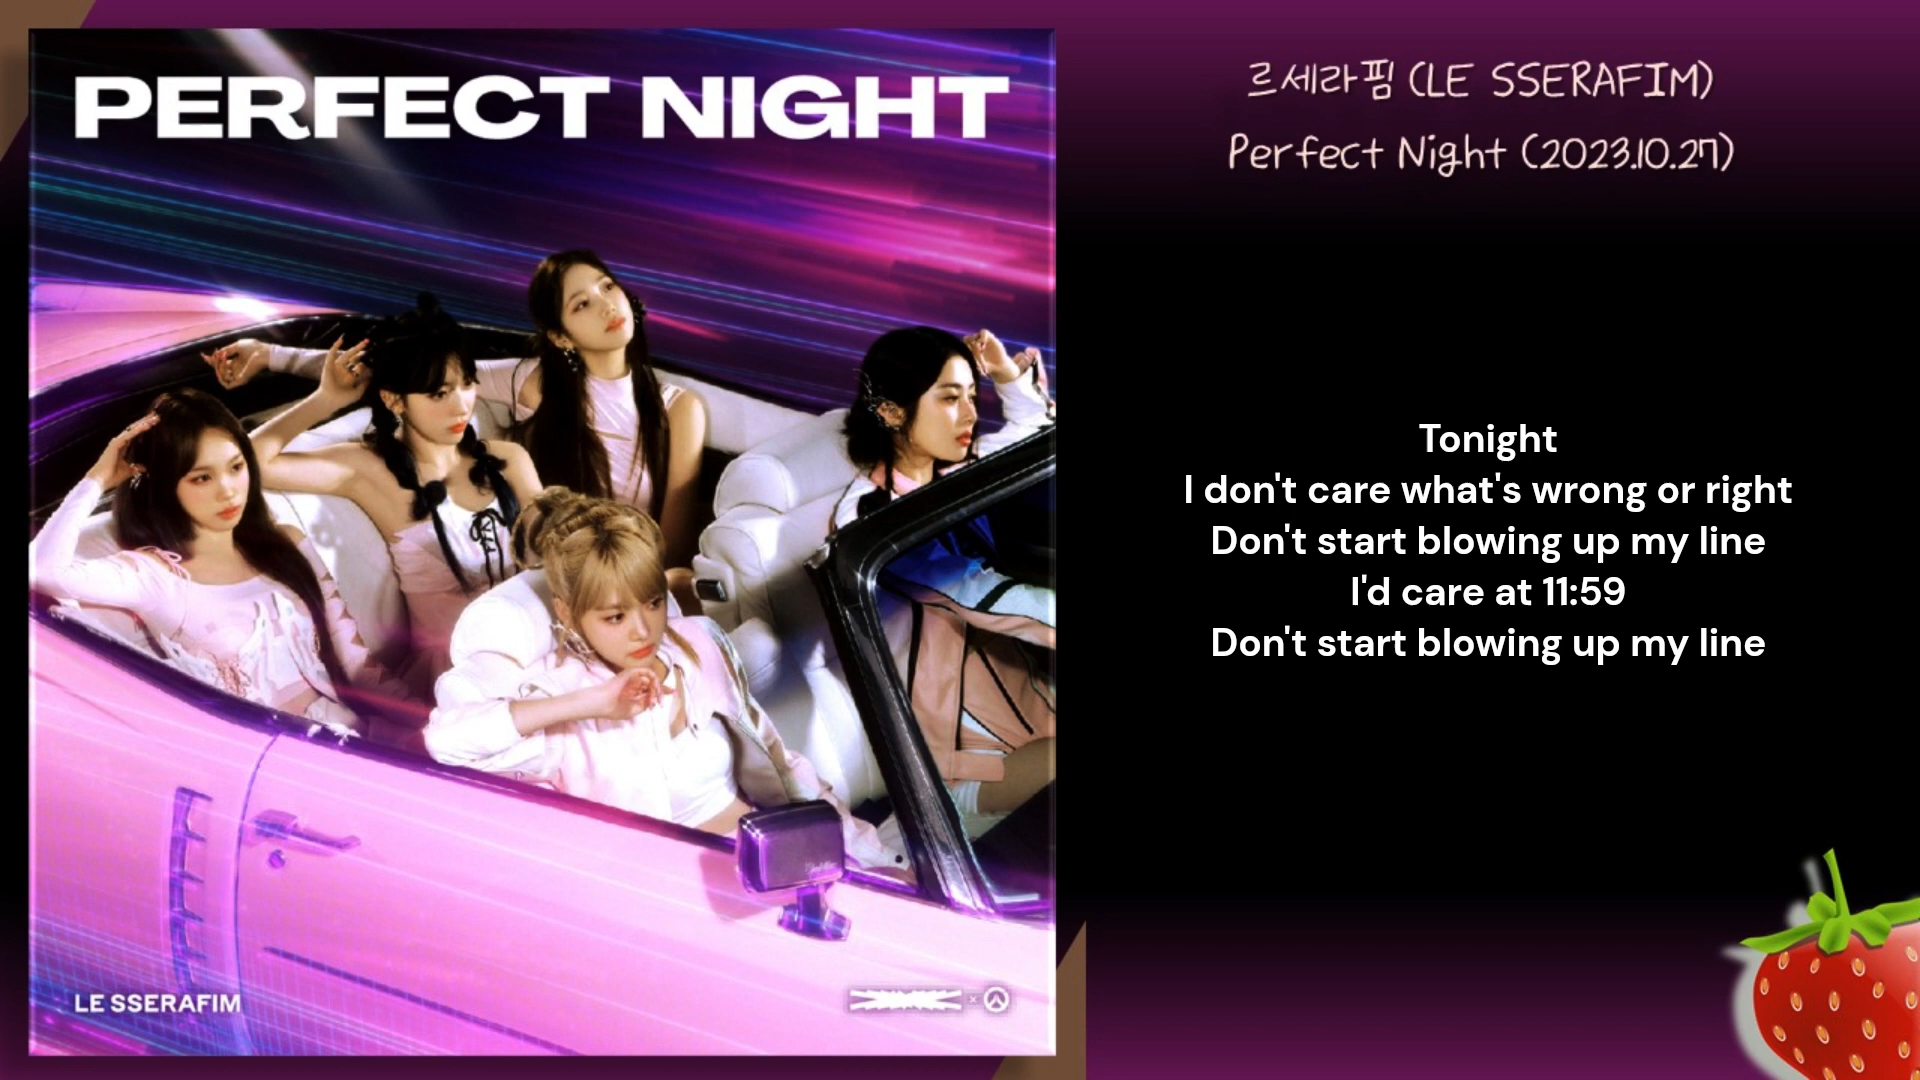 PERFECT NIGHT
LE SSERAFIM
×
르세라핌 (LE SSERAFIM)
Perfect Night (2023.10.27)
Tonight
I don't care what's wrong or right
Don't start blowing up my line
I'd care at 11:59
Don't start blowing up my line